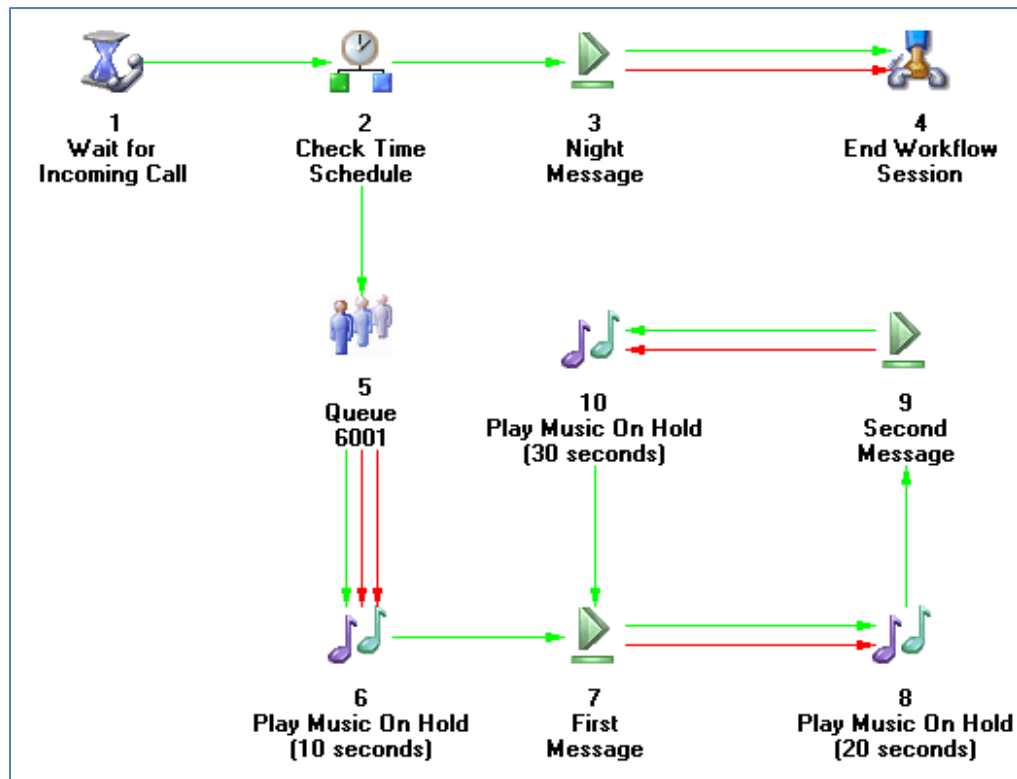 1
Wait for
Incoming Call
2
Check Time
Schedule
3
Night
Message
4
End Workflow
Session
5
Queue
6001
10
Play Music On Hold
(30 seconds)
9
Second
Message
6
Play Music On Hold
(10 seconds)
7
First
Message
8
Play Music On Hold
(20 seconds)